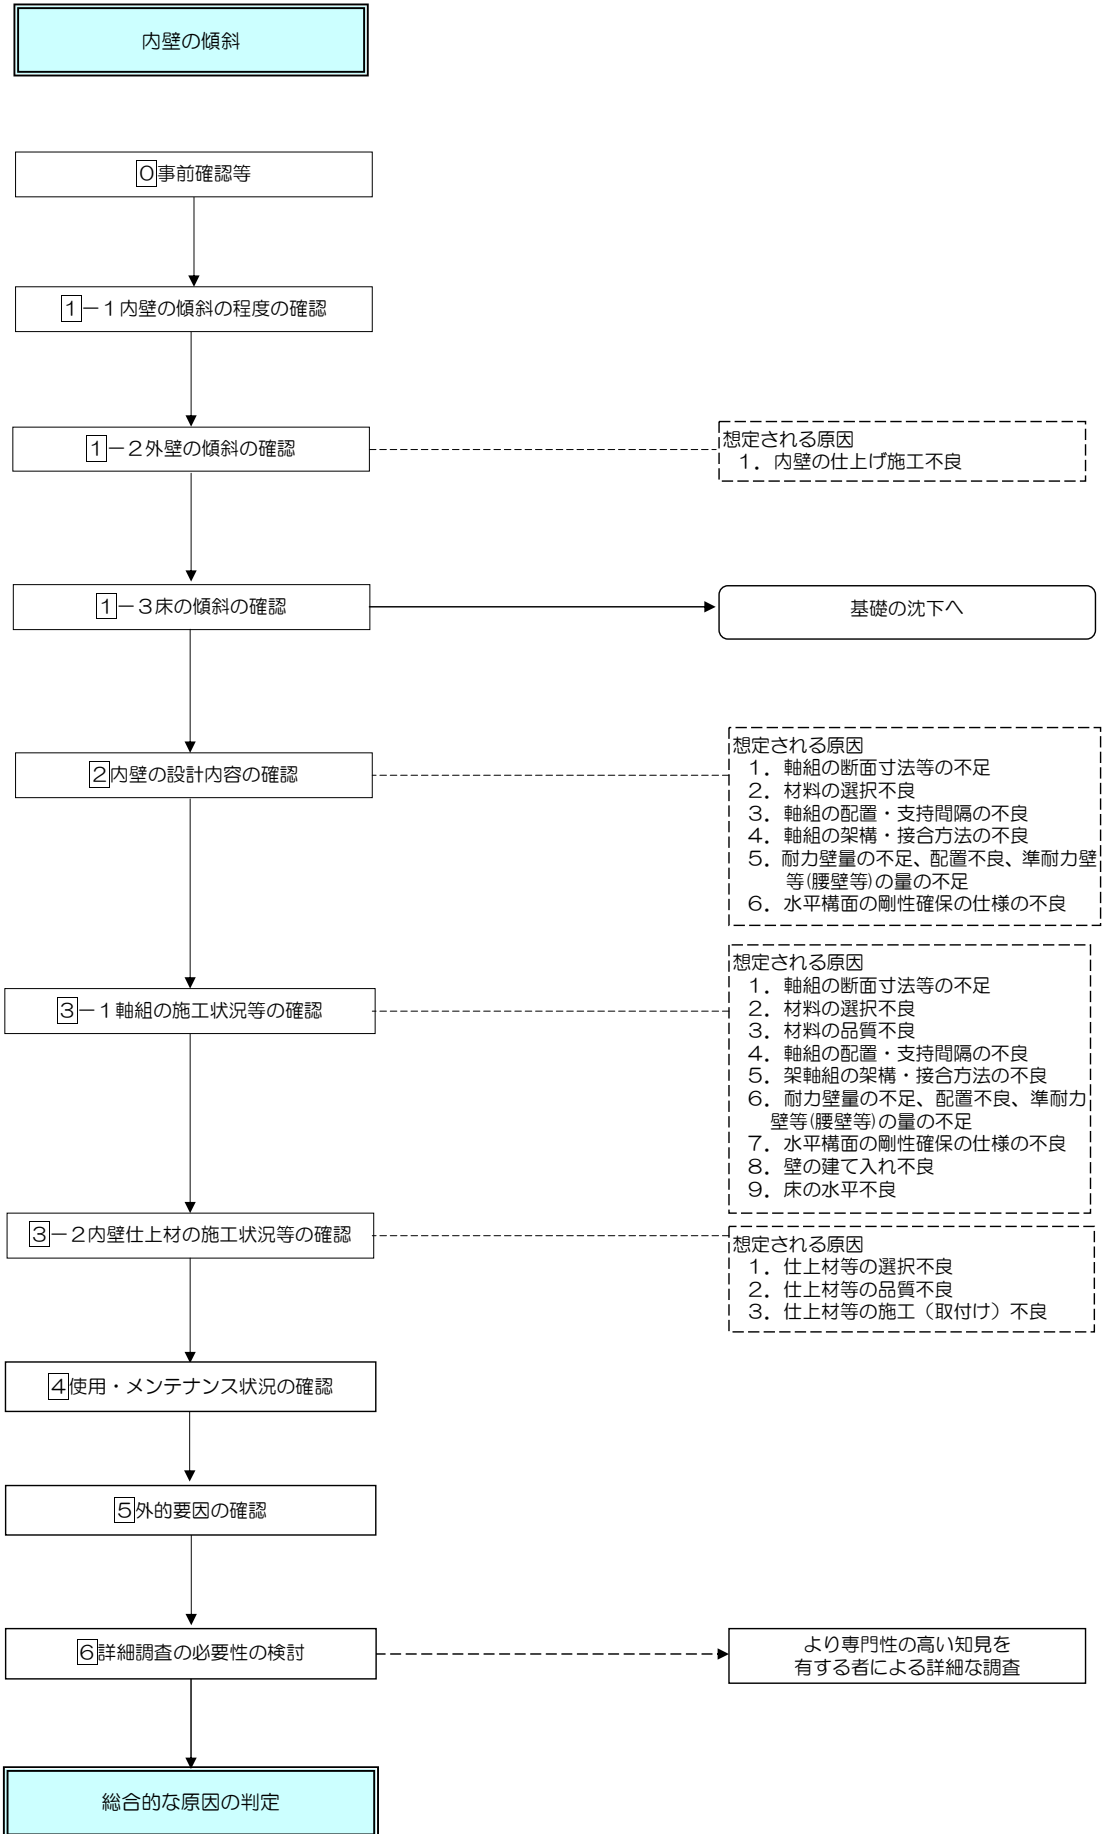 内壁の傾斜
0事前確認等
1－１内壁の傾斜の程度の確認
1－２外壁の傾斜の確認
想定される原因
１．内壁の仕上げ施工不良
1－３床の傾斜の確認
基礎の沈下へ
2内壁の設計内容の確認
想定される原因
１．軸組の断面寸法等の不足
２．材料の選択不良
３．軸組の配置・支持間隔の不良
４．軸組の架構・接合方法の不良
５．耐力壁量の不足、配置不良、準耐力壁
等(腰壁等)の量の不足
６．水平構面の剛性確保の仕様の不良
3－１軸組の施工状況等の確認
想定される原因
１．軸組の断面寸法等の不足
２．材料の選択不良
３．材料の品質不良
４．軸組の配置・支持間隔の不良
５．架軸組の架構・接合方法の不良
６．耐力壁量の不足、配置不良、準耐力
壁等(腰壁等)の量の不足
７．水平構面の剛性確保の仕様の不良
８．壁の建て入れ不良
９．床の水平不良
3－２内壁仕上材の施工状況等の確認
想定される原因
１．仕上材等の選択不良
２．仕上材等の品質不良
３．仕上材等の施工（取付け）不良
4使用・メンテナンス状況の確認
5外的要因の確認
6詳細調査の必要性の検討
より専門性の高い知見を
有する者による詳細な調査
総合的な原因の判定